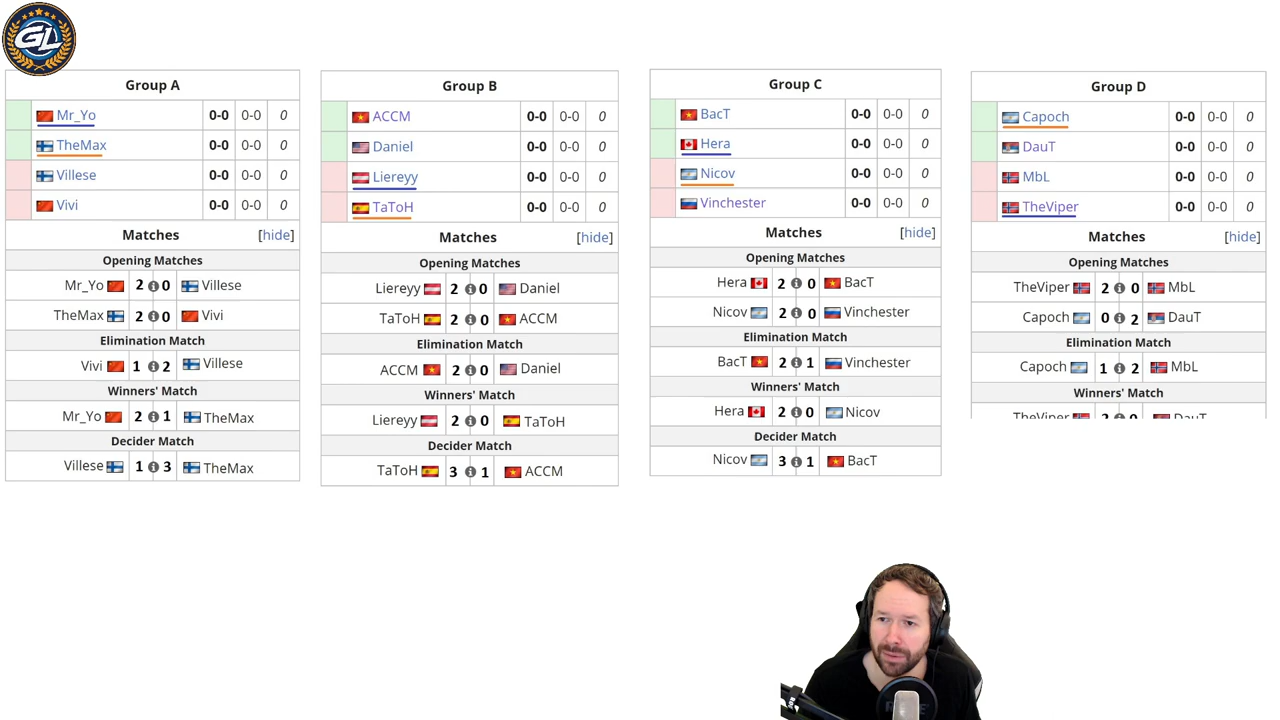 GL
Group A
Mr_Yo 0-0 0-0 0
TheMax 0-0 0-0 0
Villese 0-0 0-0 0
Vivi 0-0 0-0 0
Matches [hide]
Opening Matches
Mr_Yo 2 0 Villese
TheMax 2 0 Vivi
Elimination Match
Vivi 1 2 Villese
Winners' Match
Mr_Yo 2 1 TheMax
Decider Match
Villese 1 3 TheMax
Group B
ACCM 0-0 0-0 0
Daniel 0-0 0-0 0
Liereyy 0-0 0-0 0
TaToH 0-0 0-0 0
Matches [hide]
Opening Matches
Liereyy 2 0 Daniel
TaToH 2 0 ACCM
Elimination Match
ACCM 2 0 Daniel
Winners' Match
Liereyy 2 0 TaToH
Decider Match
TaToH 3 1 ACCM
Group C
BacT 0-0 0-0 0
Hera 0-0 0-0 0
Nicov 0-0 0-0 0
Vinchester 0-0 0-0 0
Matches [hide]
Opening Matches
Hera 2 0 BacT
Nicov 2 0 Vinchester
Elimination Match
BacT 2 1 Vinchester
Winners' Match
Hera 2 0 Nicov
Decider Match
Nicov 3 1 BacT
Group D
Capoch 0-0 0-0 0
DauT 0-0 0-0 0
MbL 0-0 0-0 0
TheViper 0-0 0-0 0
Matches [hide]
Opening Matches
TheViper 2 0 MbL
Capoch 0 2 DauT
Elimination Match
Capoch 1 2 MbL
Winners' Match
TheViper 2 0 DauT